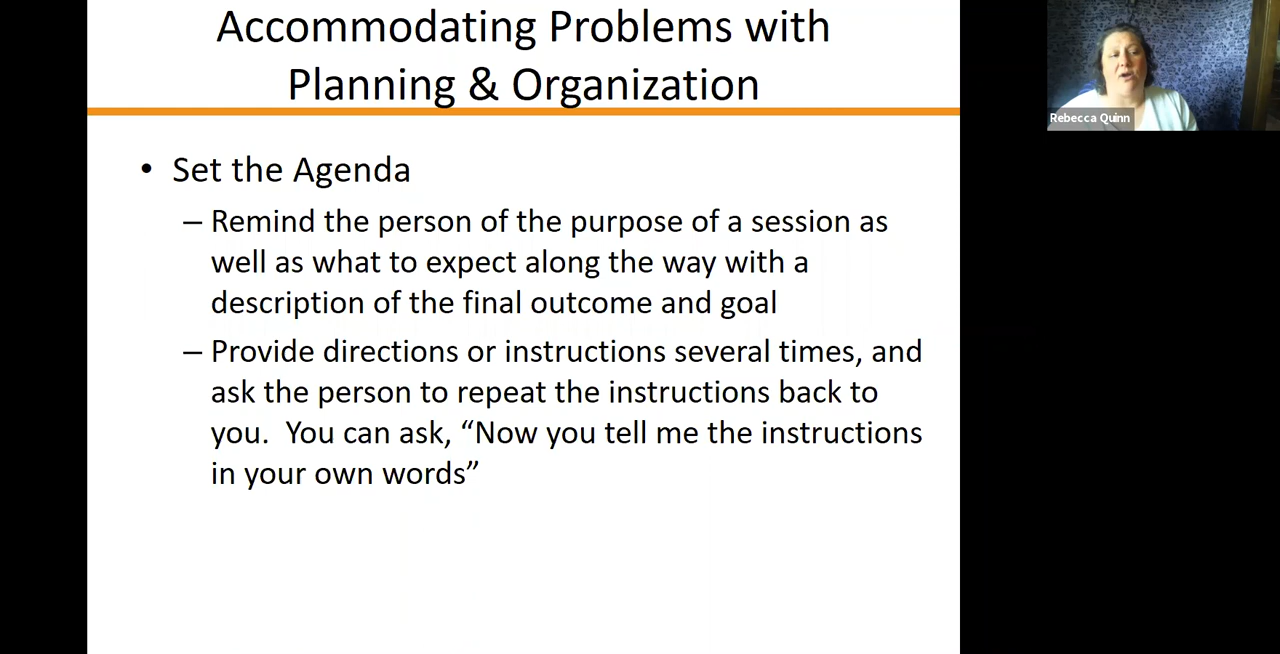 Accommodating Problems with
Planning & Organization
• Set the Agenda
– Remind the person of the purpose of a session as
well as what to expect along the way with a
description of the final outcome and goal
– Provide directions or instructions several times, and
ask the person to repeat the instructions back to
you.  You can ask, “Now you tell me the instructions
in your own words”
Rebecca Quinn